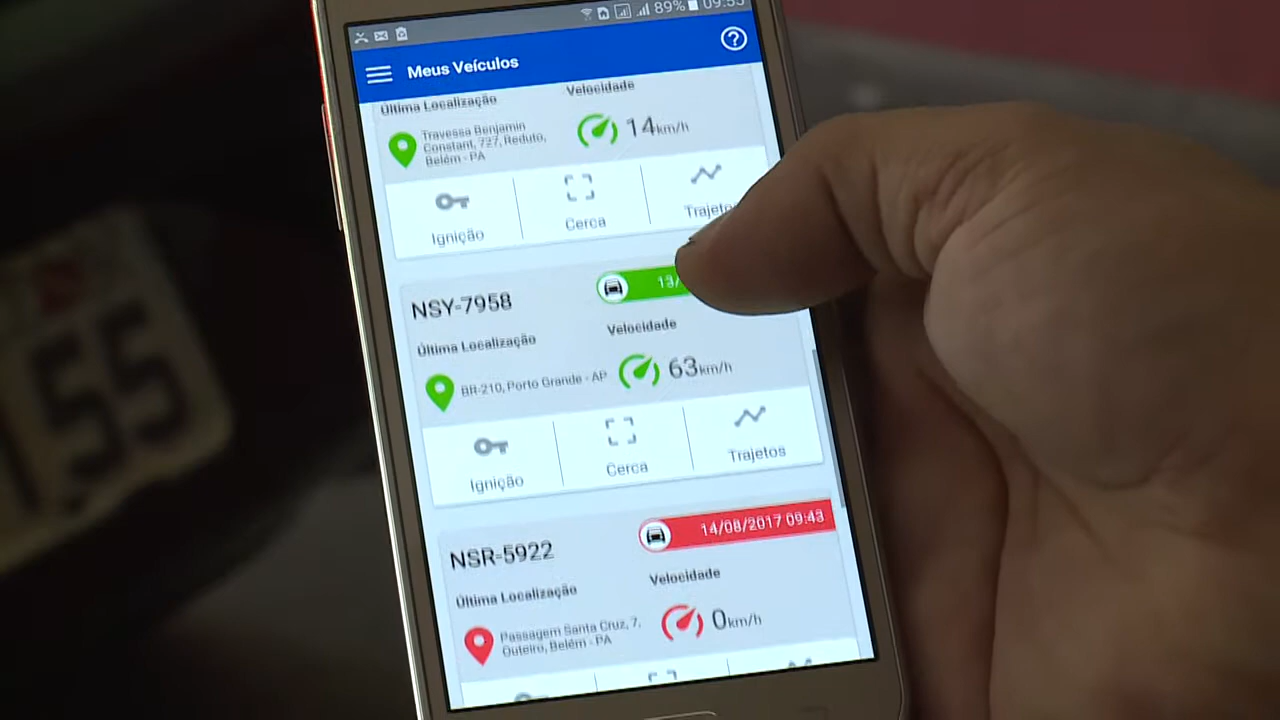 89% 09:53
Meus Veículos
Última Localização Velocidade
Travessa Benjamin
Constant, 727, Reduto,
Belém - PA
14km/h
Ignição Cerca Trajetos
NSY-7958 13/
Última Localização Velocidade
BR-210, Porto Grande - AP 63km/h
Ignição Cerca Trajetos
NSR-5922 14/08/2017 09:43
Última Localização Velocidade
Passagem Santa Cruz, 7,
Outeiro, Belém - PA
0km/h
55